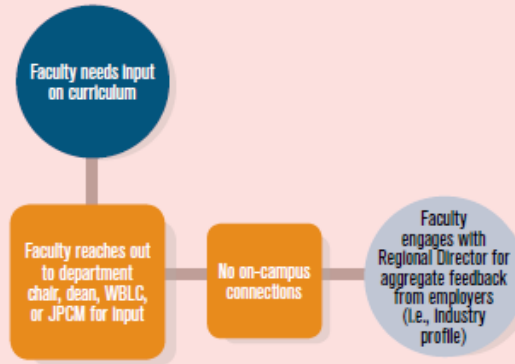 Faculty needs input
on curriculum
Faculty reaches out
to department
chair, dean, WBLC,
or JPCM for input
No on-campus
connections
Faculty
engages with
Regional Director for
aggregate feedback
from employers
(i.e., industry
profile)